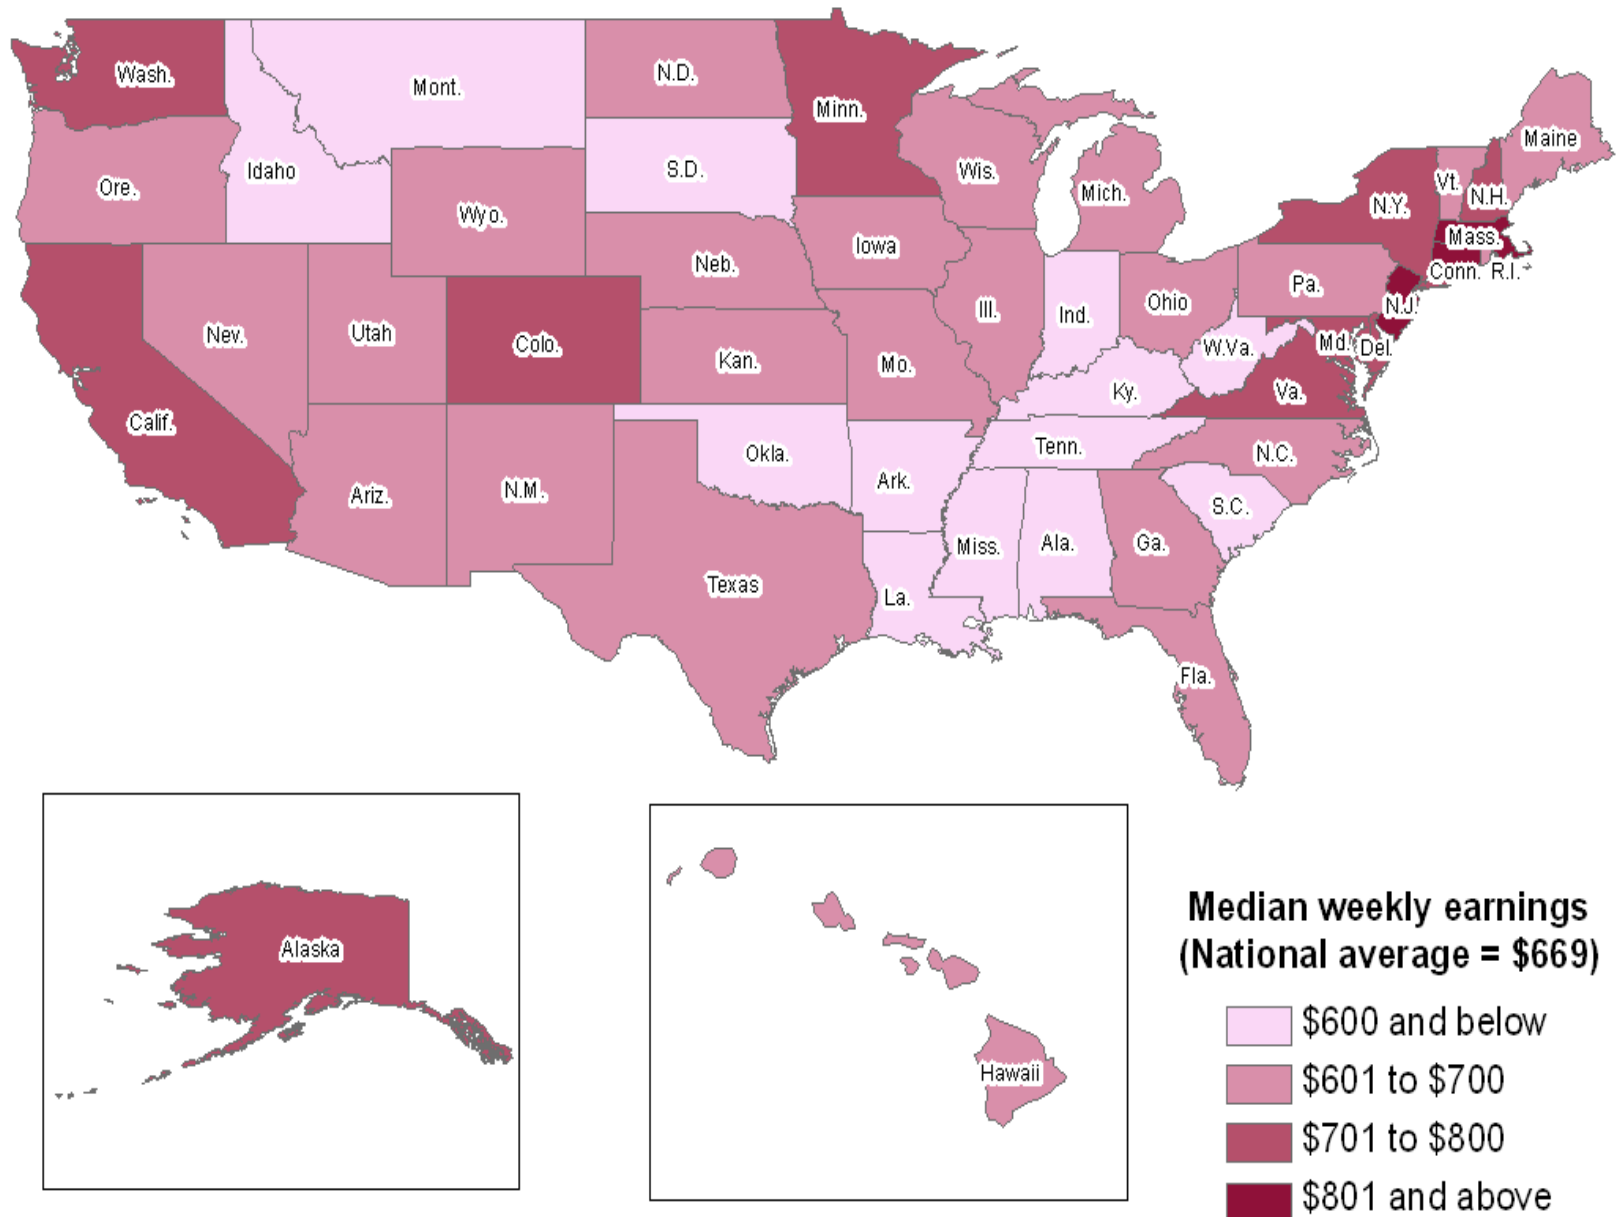 Wash.
Mont.
N.D.
Minn.
Maine
Idaho
S.D.
Wis.
Mich.
Vt.
N.H.
Ore.
Wyo.
N.Y.
Mass.
Iowa
Neb.
Conn.
R.I.
Pa.
N.J.
Nev.
Utah
Colo.
Ill.
Ind.
Ohio
Kan.
Mo.
W.Va.
Md.
Del.
Ky.
Va.
Calif.
Okla.
Tenn.
N.C.
Ariz.
N.M.
Ark.
S.C.
Miss.
Ala.
Ga.
Texas
La.
Fla.
Alaska
Hawaii
Median weekly earnings
(National average = $669)
$600 and below
$601 to $700
$701 to $800
$801 and above